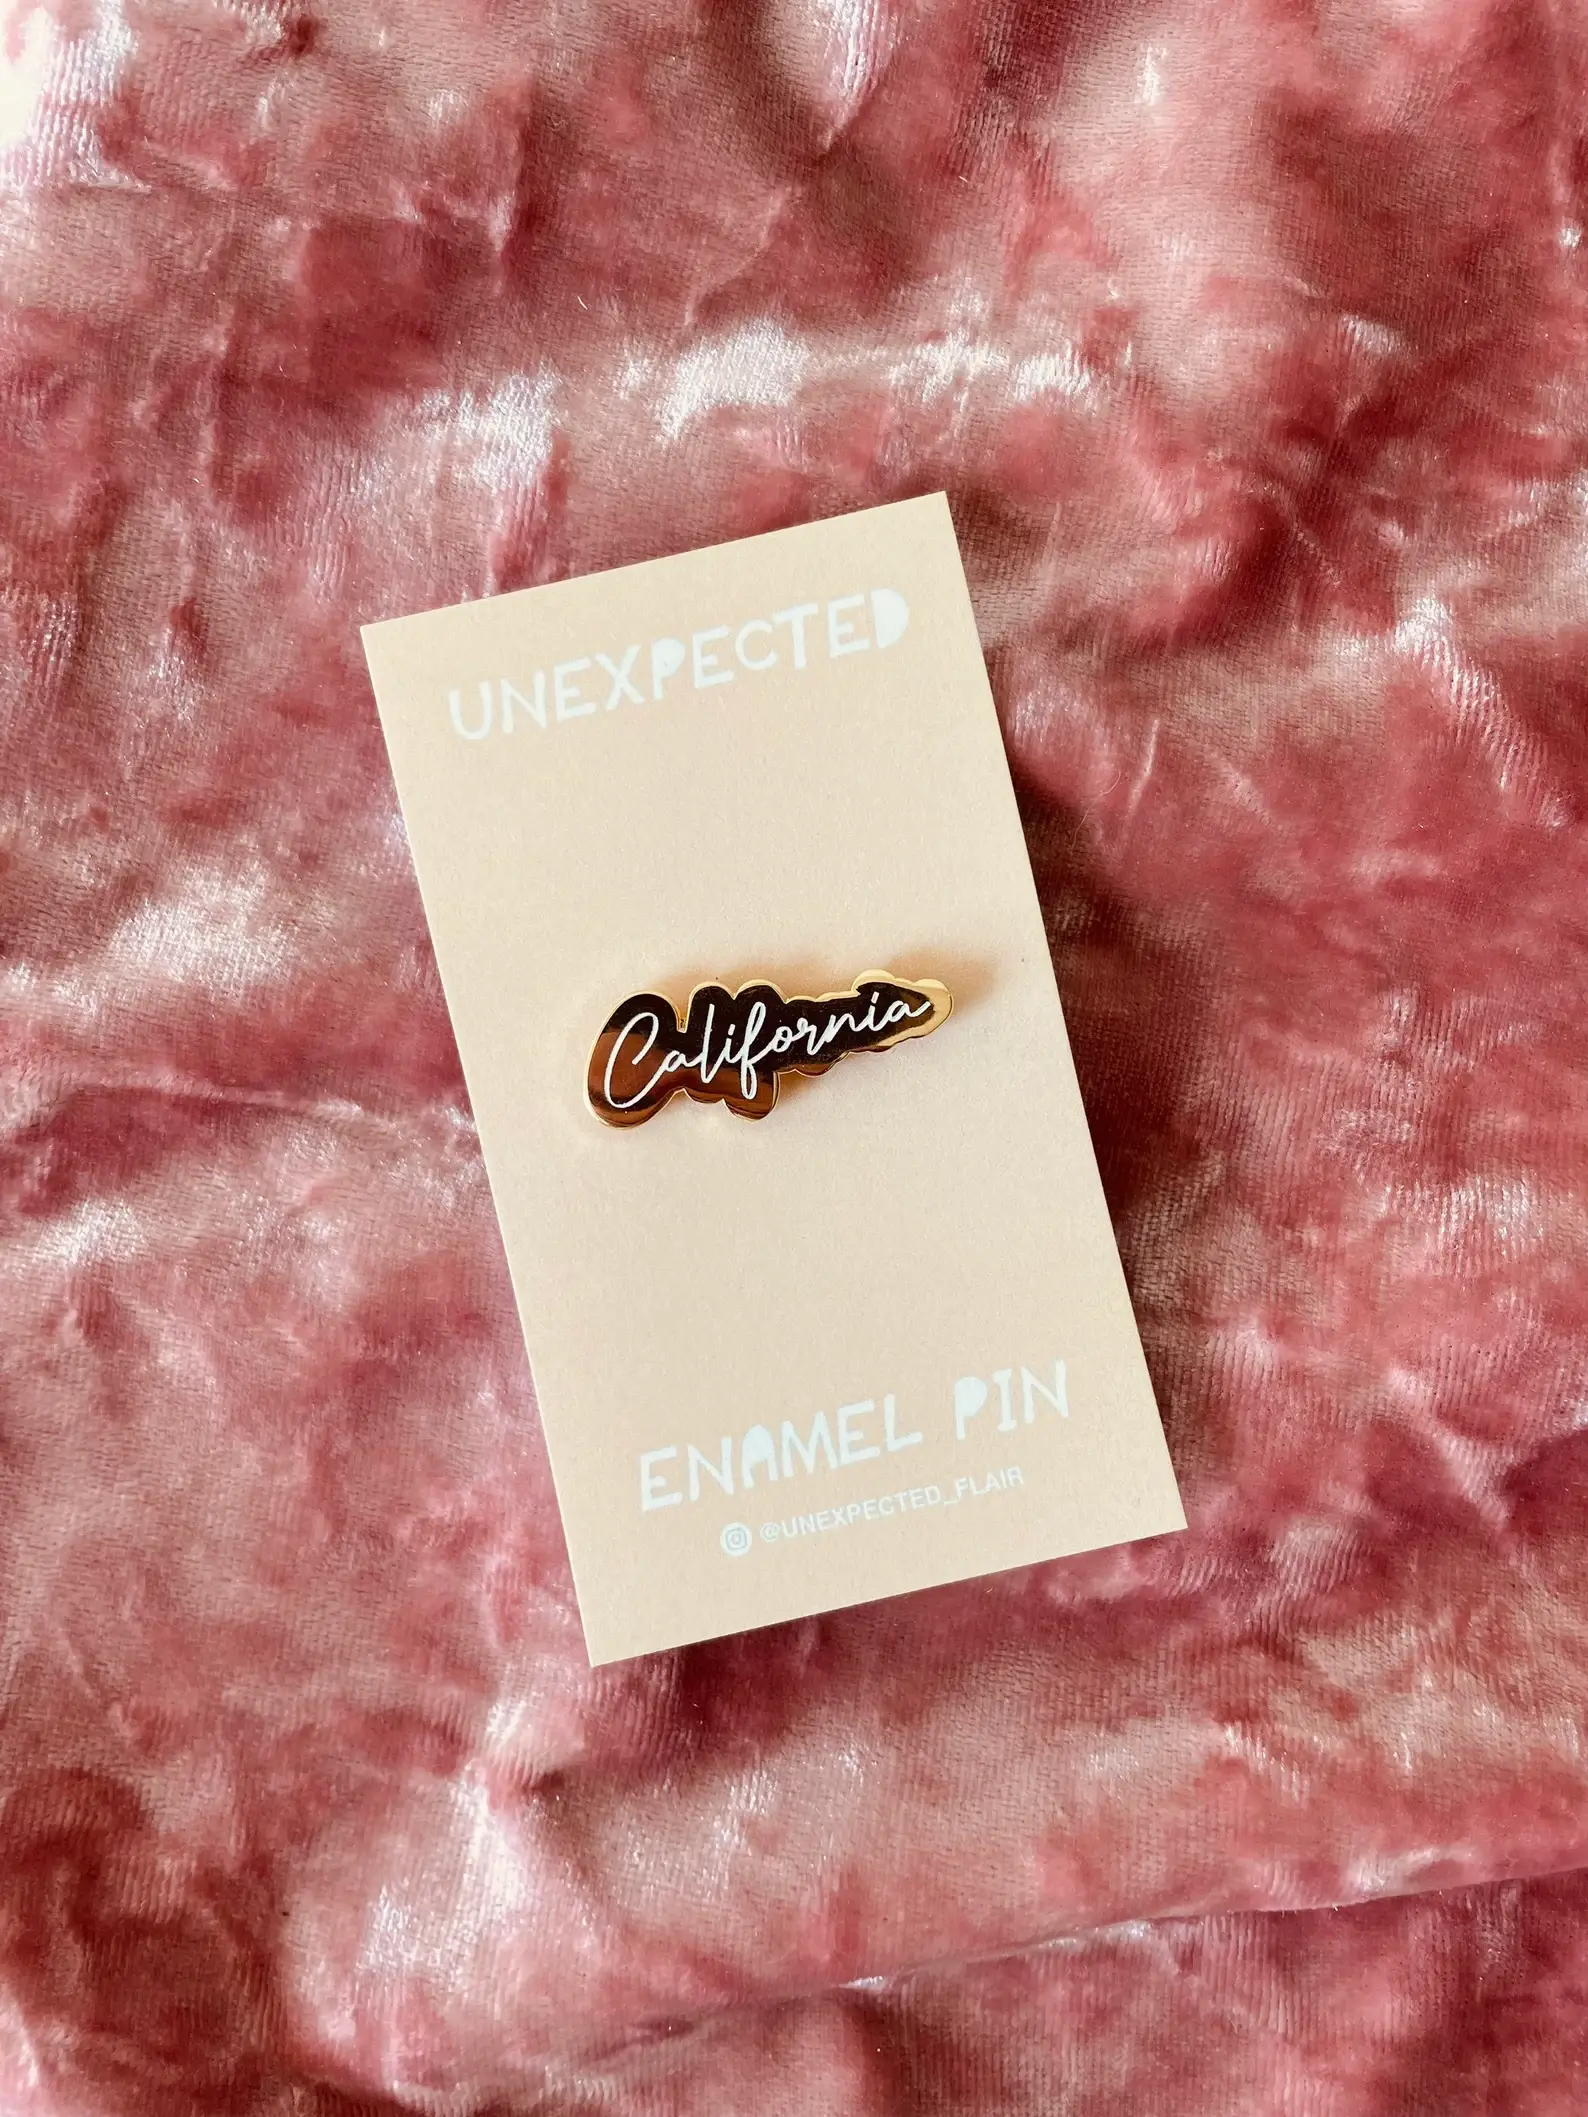 UNEXPECTED
California
ENAMEL PIN
@UNEXPECTED_FLAIR